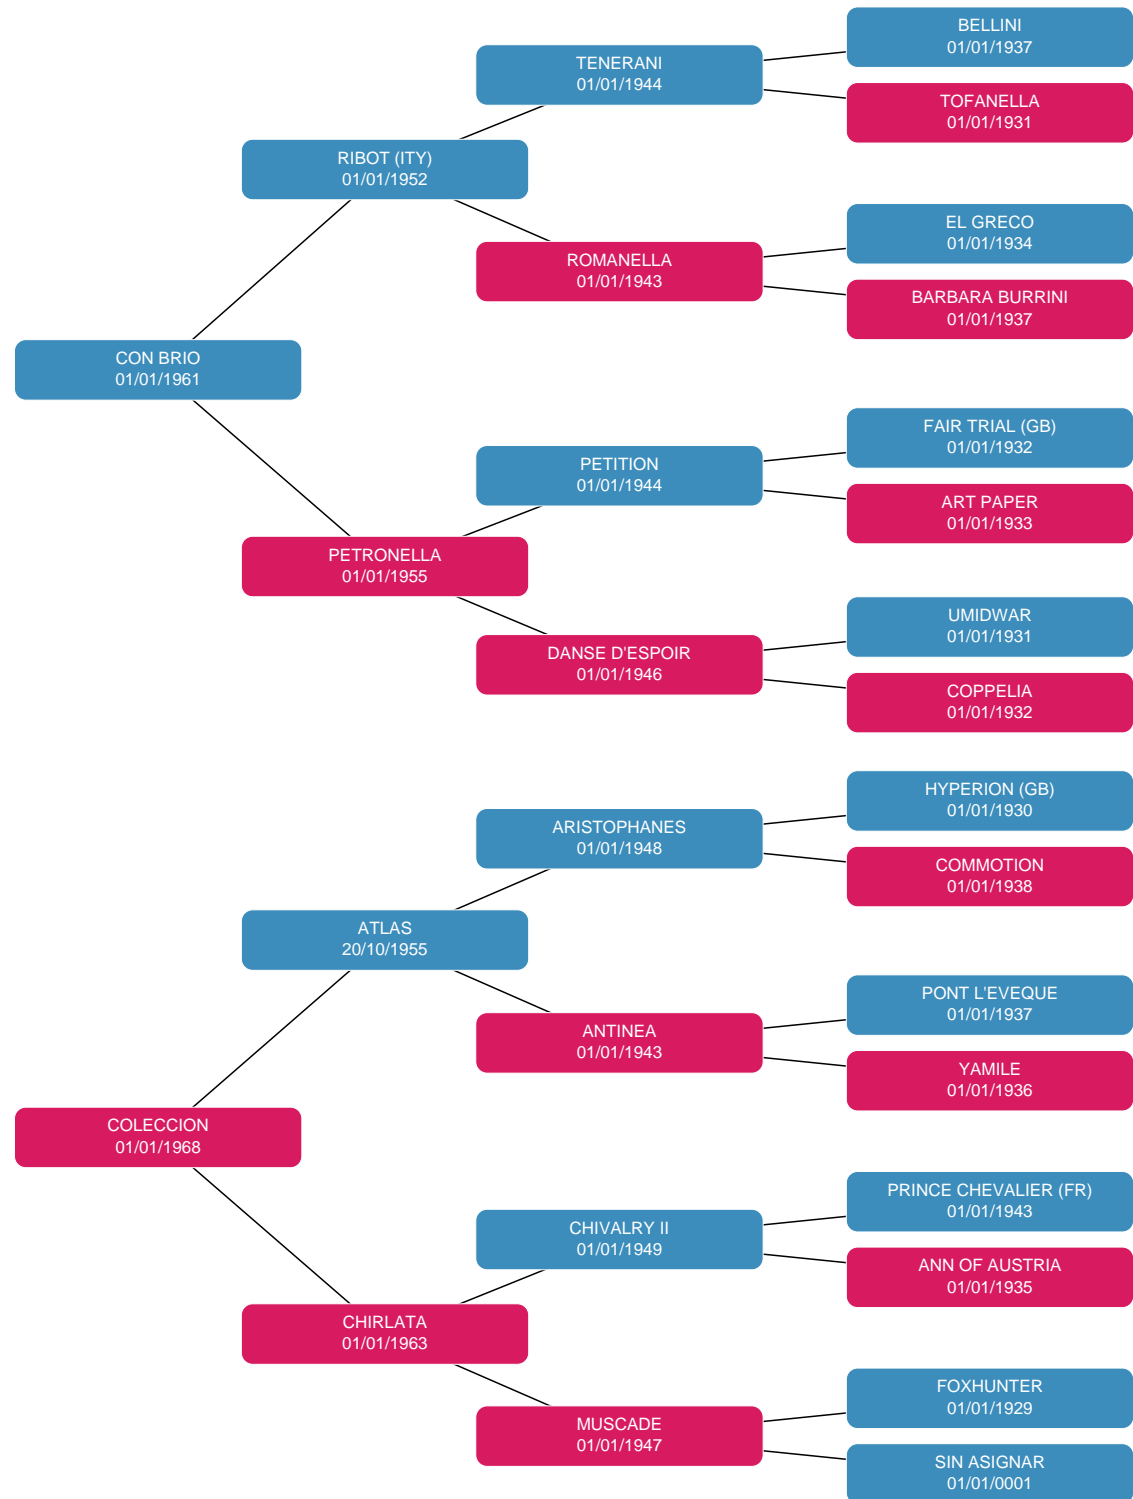 BELLINI
01/01/1937
TENERANI
01/01/1944
TOFANELLA
01/01/1931
RIBOT (ITY)
01/01/1952
EL GRECO
01/01/1934
ROMANELLA
01/01/1943
BARBARA BURRINI
01/01/1937
CON BRIO
01/01/1961
FAIR TRIAL (GB)
01/01/1932
PETITION
01/01/1944
ART PAPER
01/01/1933
PETRONELLA
01/01/1955
UMIDWAR
01/01/1931
DANSE D'ESPOIR
01/01/1946
COPPELIA
01/01/1932
HYPERION (GB)
01/01/1930
ARISTOPHANES
01/01/1948
COMMOTION
01/01/1938
ATLAS
20/10/1955
PONT L'EVEQUE
01/01/1937
ANTINEA
01/01/1943
YAMILE
01/01/1936
COLECCION
01/01/1968
PRINCE CHEVALIER (FR)
01/01/1943
CHIVALRY II
01/01/1949
ANN OF AUSTRIA
01/01/1935
CHIRLATA
01/01/1963
FOXHUNTER
01/01/1929
MUSCADE
01/01/1947
SIN ASIGNAR
01/01/0001